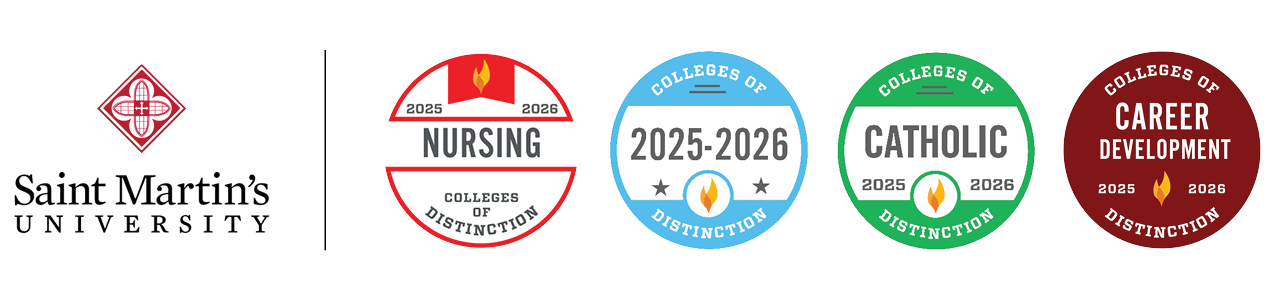 Saint Martin's
UNIVERSITY
2025 2026
NURSING
COLLEGES
OF
DISTINCTION
COLLEGES OF
2025-2026
DISTINCTION
COLLEGES OF
CATHOLIC
2025 2026
DISTINCTION
COLLEGES OF
CAREER
DEVELOPMENT
2025 2026
DISTINCTION